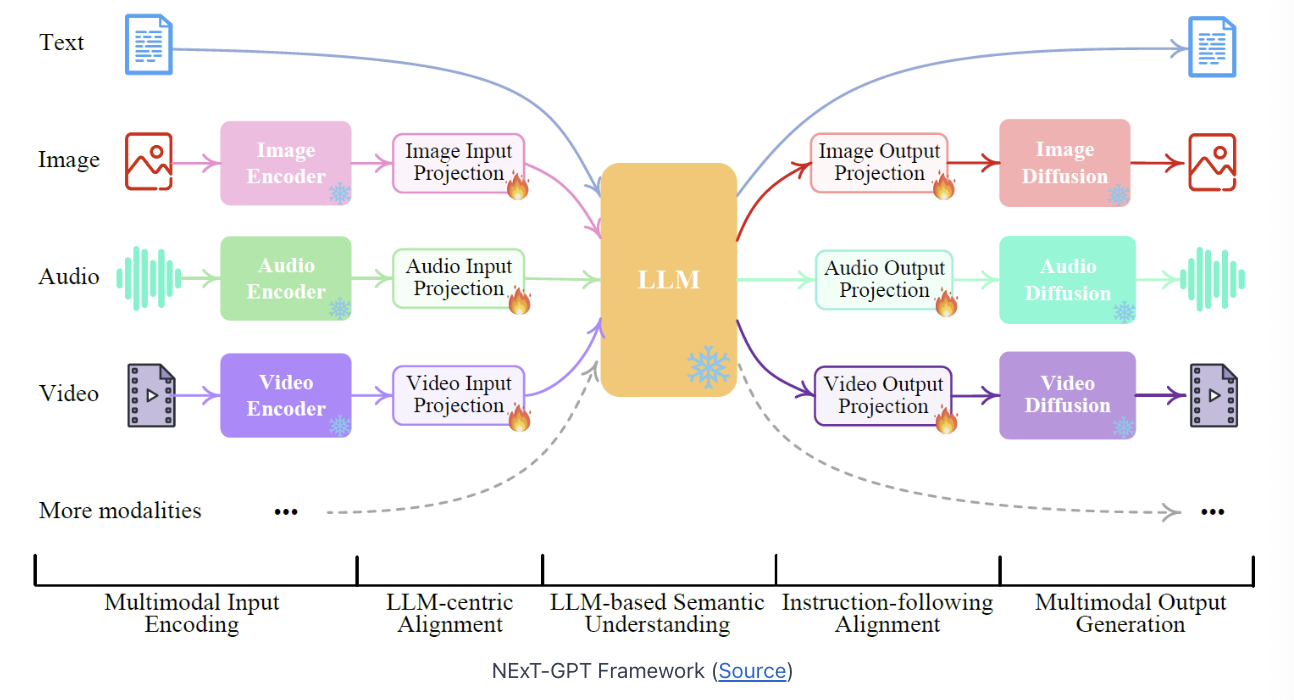 Text
Image
Image
Encoder
Image Input
Projection
Image Output
Projection
Image
Diffusion
Audio
Audio
Encoder
Audio Input
Projection
LLM
Audio Output
Projection
Audio
Diffusion
Video
Video
Encoder
Video Input
Projection
Video Output
Projection
Video
Diffusion
More modalities
•••
•••
Multimodal Input
Encoding
LLM-centric
Alignment
LLM-based Semantic
Understanding
Instruction-following
Alignment
Multimodal Output
Generation
NExT-GPT Framework (Source)